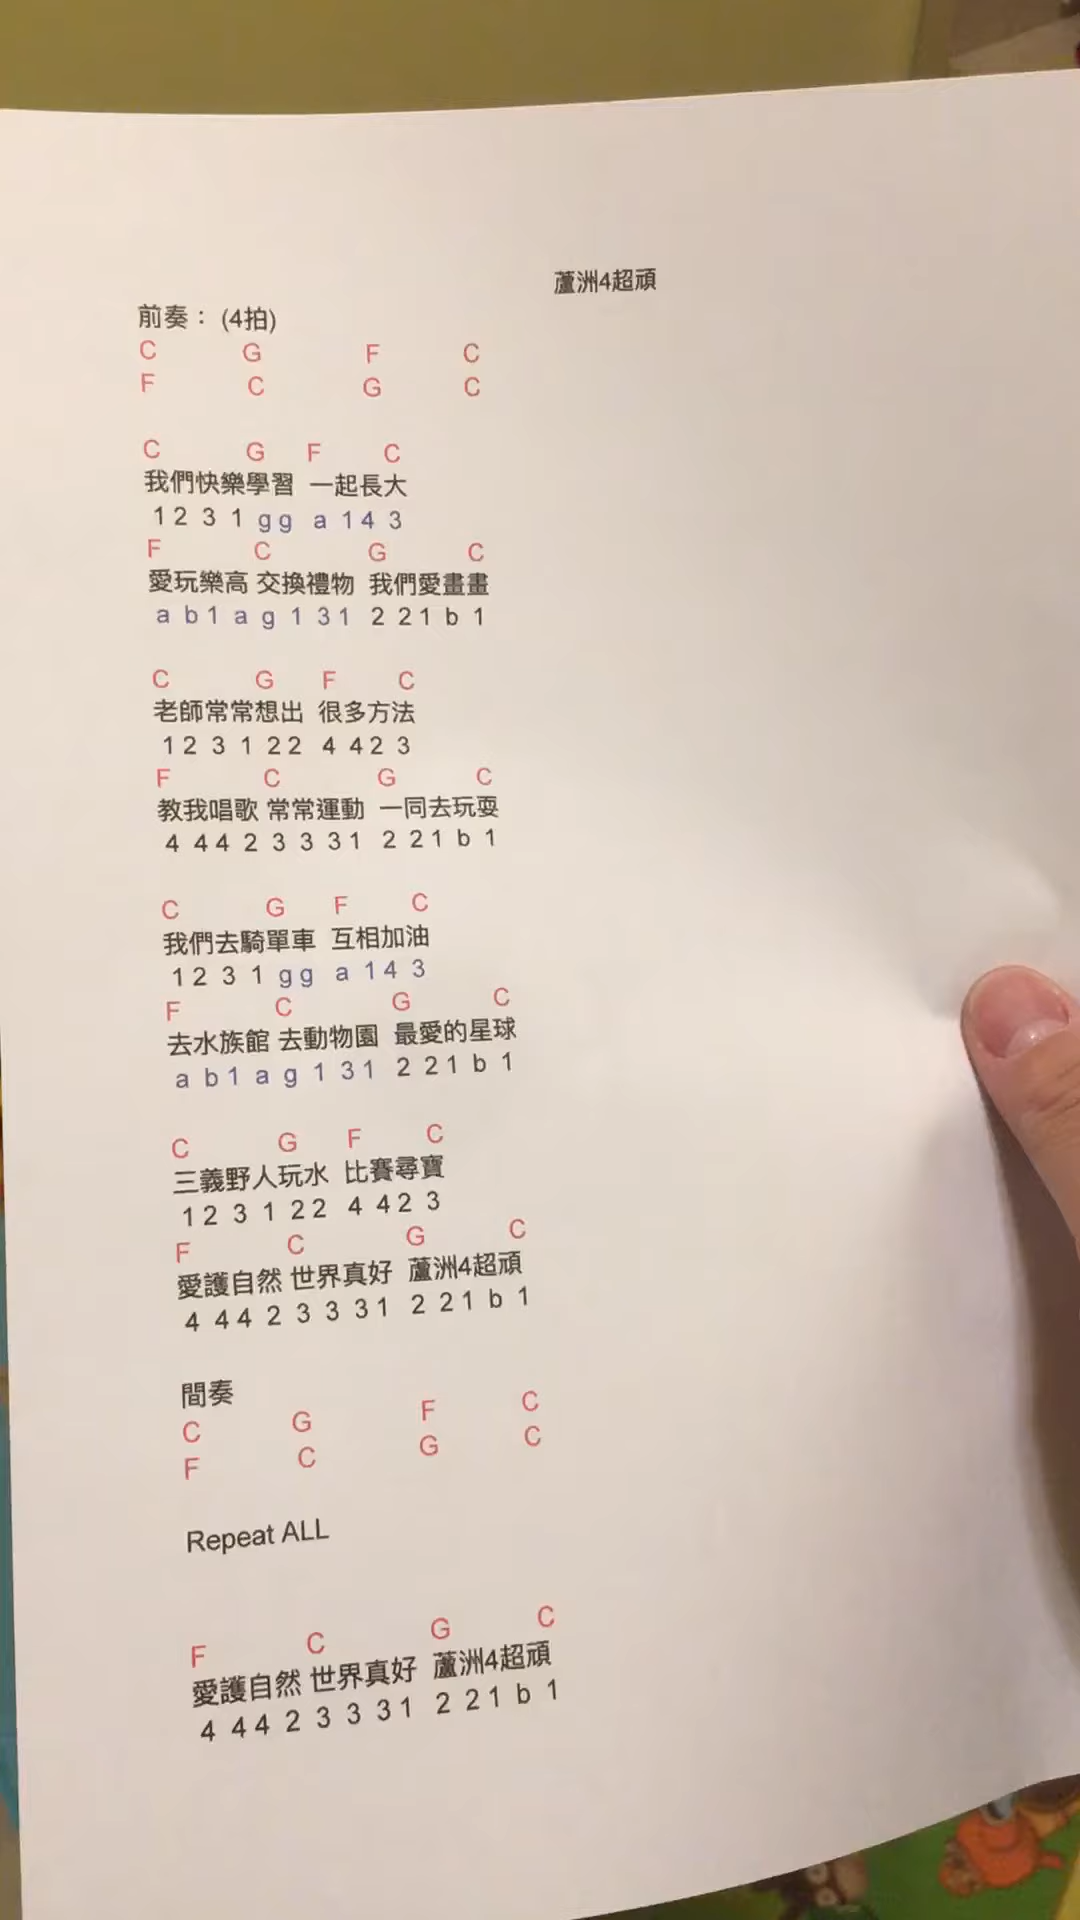 蘆洲4超頑
前奏： (4拍)
C G F C
F C G C
C G F C
我們快樂學習 一起長大
1 2 3 1 g g a 1 4 3
F C G C
愛玩樂高 交換禮物 我們愛畫畫
a b 1 a g 1 3 1 2 2 1 b 1
C G F C
老師常常想出 很多方法
1 2 3 1 2 2 4 4 2 3
F C G C
教我唱歌 常常運動 一同去玩耍
4 4 4 2 3 3 3 1 2 2 1 b 1
C G F C
我們去騎單車 互相加油
1 2 3 1 g g a 1 4 3
F C G C
去水族館 去動物園 最愛的星球
a b 1 a g 1 3 1 2 2 1 b 1
C G F C
三義野人玩水 比賽尋寶
1 2 3 1 2 2 4 4 2 3
F C G C
愛護自然 世界真好 蘆洲4超頑
4 4 4 2 3 3 3 1 2 2 1 b 1
間奏
C G F C
F C G C
Repeat ALL
F C G C
愛護自然 世界真好 蘆洲4超頑
4 4 4 2 3 3 3 1 2 2 1 b 1